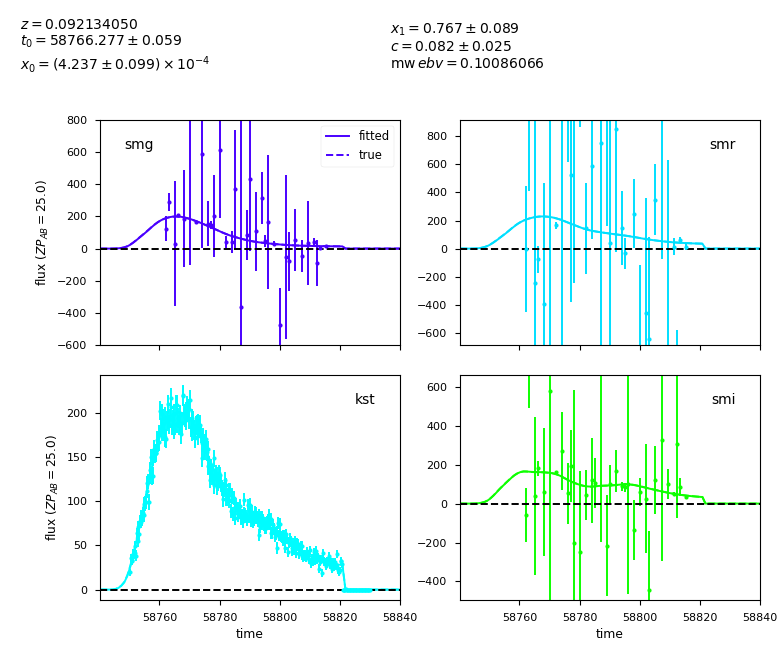 z = 0.092134050
t₀ = 58766.277 ± 0.059
x₀ = (4.237 ± 0.099) × 10⁻⁴
x₁ = 0.767 ± 0.089
c = 0.082 ± 0.025
mw ebv = 0.10086066
smg
fitted
true
800
600
400
200
0
−200
−400
−600
flux (ZP_AB = 25.0)
smr
800
600
400
200
0
−200
−400
−600
kst
200
150
100
50
0
flux (ZP_AB = 25.0)
58760 58780 58800 58820 58840
time
smi
600
400
200
0
−200
−400
58760 58780 58800 58820 58840
time